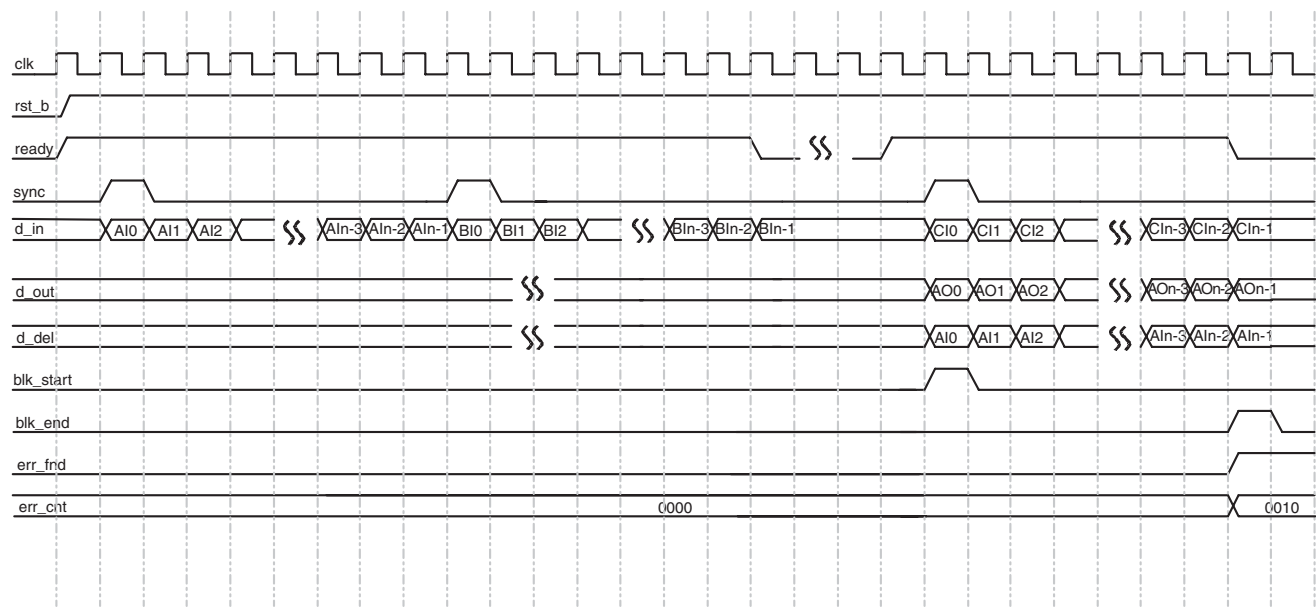 clk
rst_b
ready
sync
d_in AI0 AI1 AI2 AIn-3 AIn-2 AIn-1 BI0 BI1 BI2 BIn-3 BIn-2 BIn-1 CI0 CI1 CI2 CIn-3 CIn-2 CIn-1
d_out AO0 AO1 AO2 AOn-3 AOn-2 AOn-1
d_del AI0 AI1 AI2 AIn-3 AIn-2 AIn-1
blk_start
blk_end
err_fnd
err_cnt 0000 0010